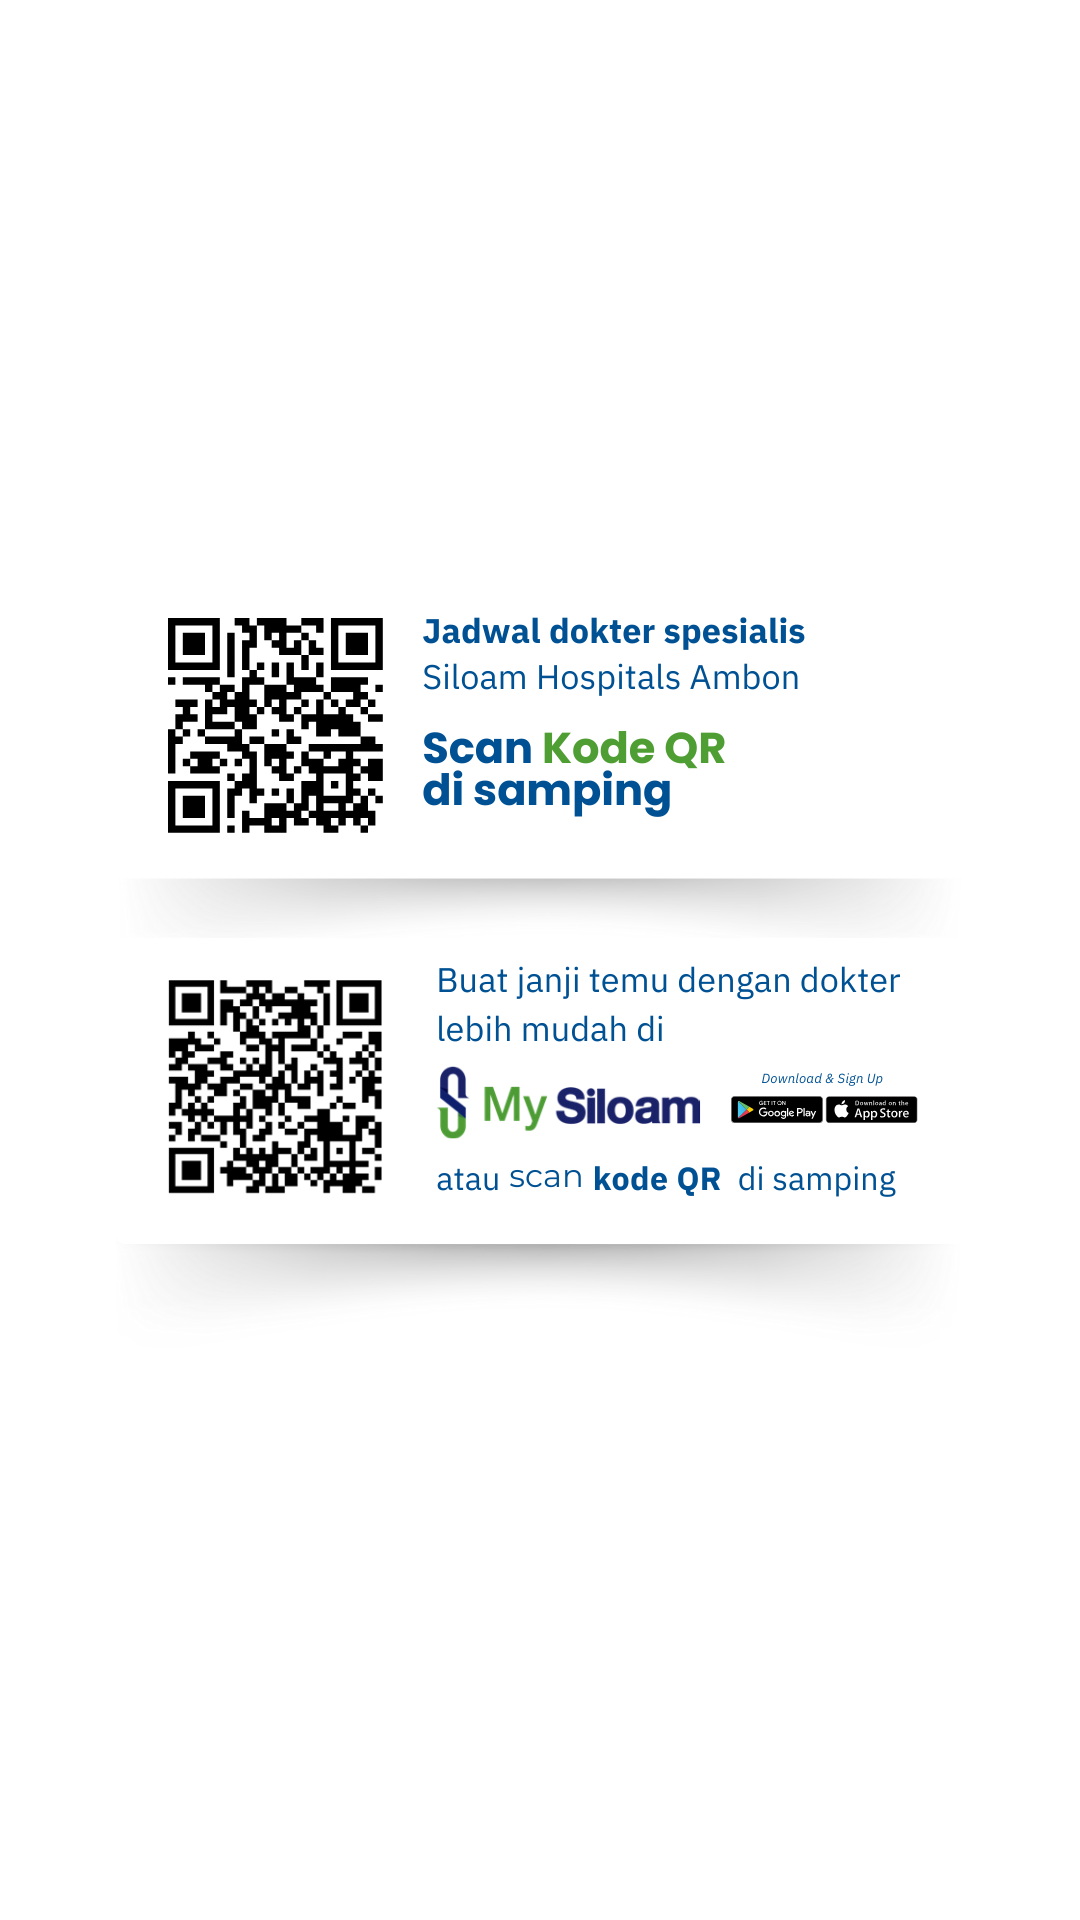 Jadwal dokter spesialis
Siloam Hospitals Ambon
Scan Kode QR
di samping
Buat janji temu dengan dokter
lebih mudah di
My Siloam
Download & Sign Up
GET IT ON
Google Play
Download on the
App Store
atau scan kode QR di samping